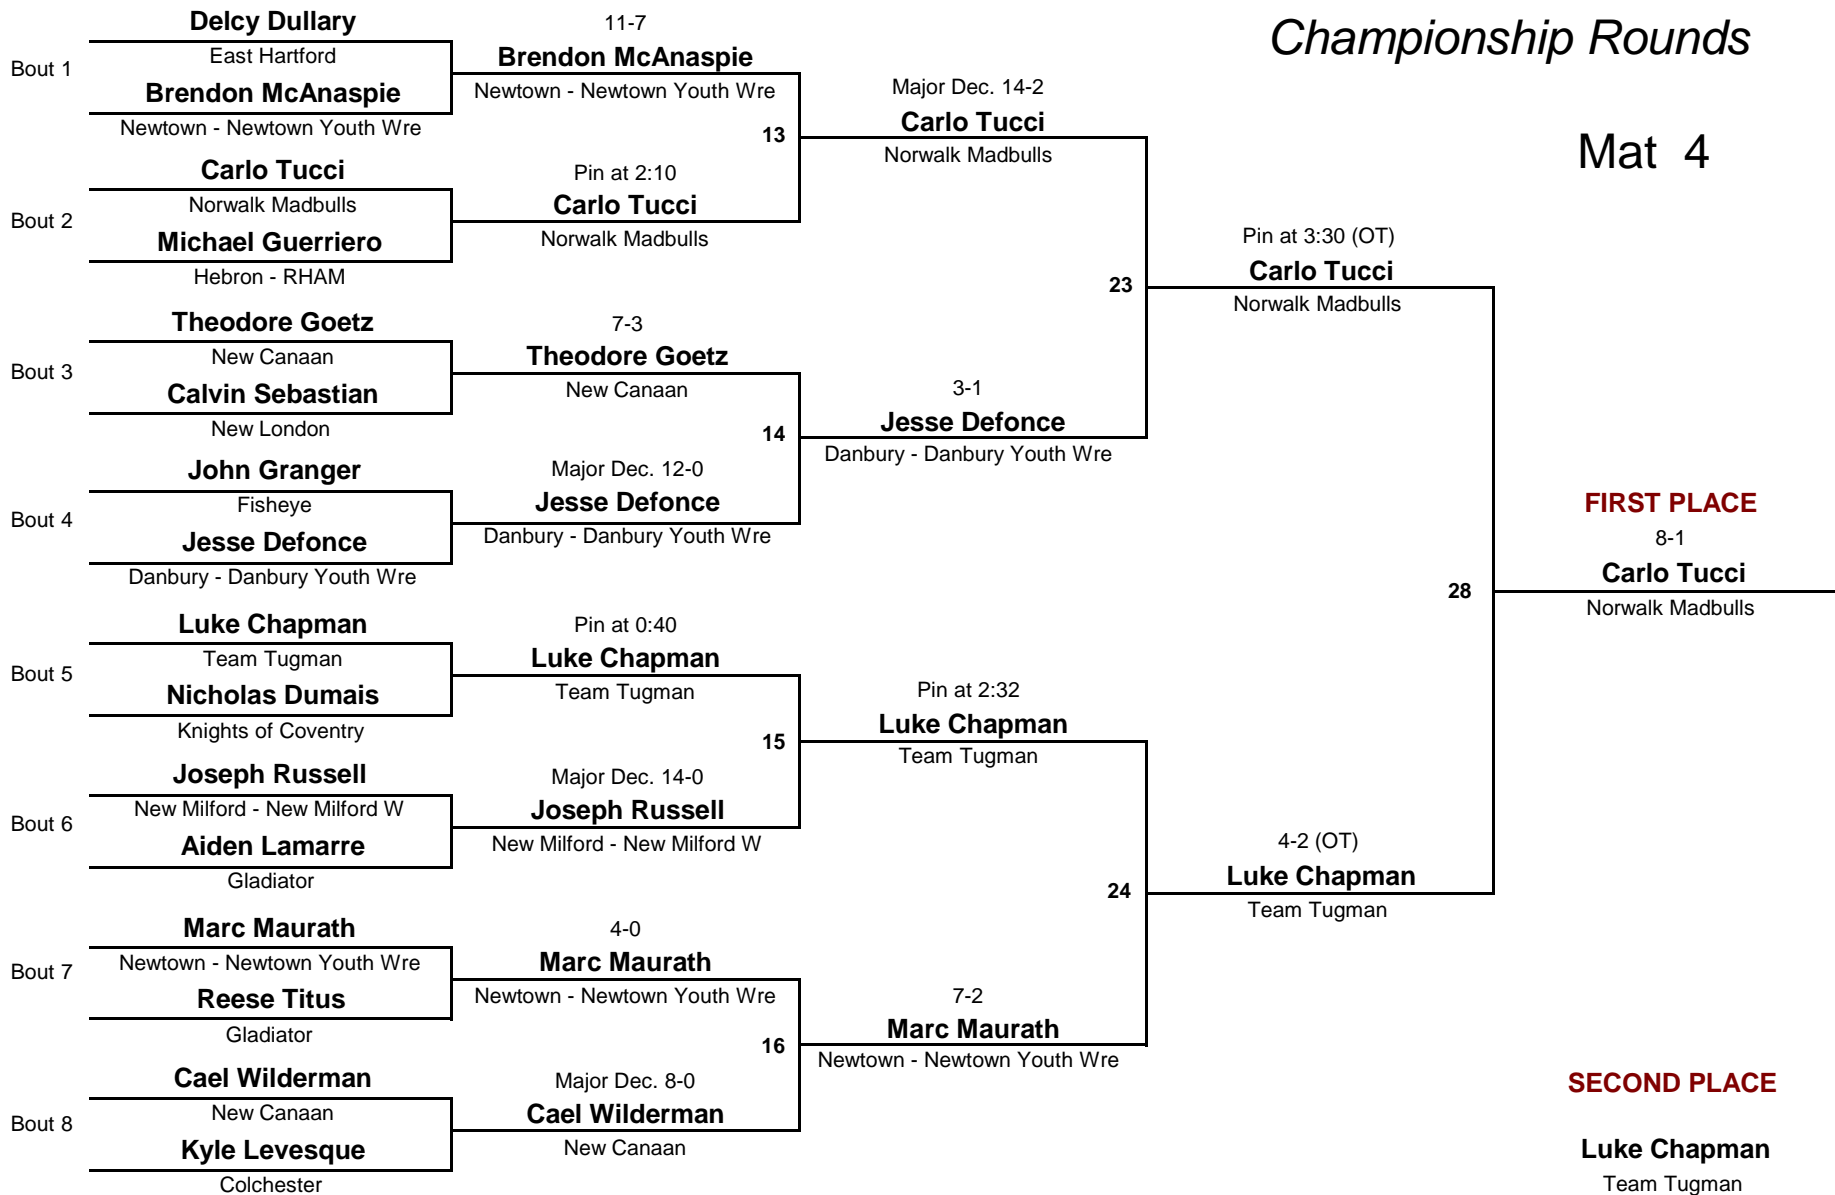 Championship Rounds
Mat 4
Bout 1
Delcy Dullary
East Hartford
Brendon McAnaspie
Newtown - Newtown Youth Wre
Bout 2
Carlo Tucci
Norwalk Madbulls
Michael Guerriero
Hebron - RHAM
Bout 3
Theodore Goetz
New Canaan
Calvin Sebastian
New London
Bout 4
John Granger
Fisheye
Jesse Defonce
Danbury - Danbury Youth Wre
Bout 5
Luke Chapman
Team Tugman
Nicholas Dumais
Knights of Coventry
Bout 6
Joseph Russell
New Milford - New Milford W
Aiden Lamarre
Gladiator
Bout 7
Marc Maurath
Newtown - Newtown Youth Wre
Reese Titus
Gladiator
Bout 8
Cael Wilderman
New Canaan
Kyle Levesque
Colchester
11-7
Brendon McAnaspie
Newtown - Newtown Youth Wre
13
Pin at 2:10
Carlo Tucci
Norwalk Madbulls
7-3
Theodore Goetz
New Canaan
14
Major Dec. 12-0
Jesse Defonce
Danbury - Danbury Youth Wre
Pin at 0:40
Luke Chapman
Team Tugman
15
Major Dec. 14-0
Joseph Russell
New Milford - New Milford W
4-0
Marc Maurath
Newtown - Newtown Youth Wre
16
Major Dec. 8-0
Cael Wilderman
New Canaan
Major Dec. 14-2
Carlo Tucci
Norwalk Madbulls
23
3-1
Jesse Defonce
Danbury - Danbury Youth Wre
Pin at 2:32
Luke Chapman
Team Tugman
24
7-2
Marc Maurath
Newtown - Newtown Youth Wre
Pin at 3:30 (OT)
Carlo Tucci
Norwalk Madbulls
28
4-2 (OT)
Luke Chapman
Team Tugman
FIRST PLACE
8-1
Carlo Tucci
Norwalk Madbulls
SECOND PLACE
Luke Chapman
Team Tugman